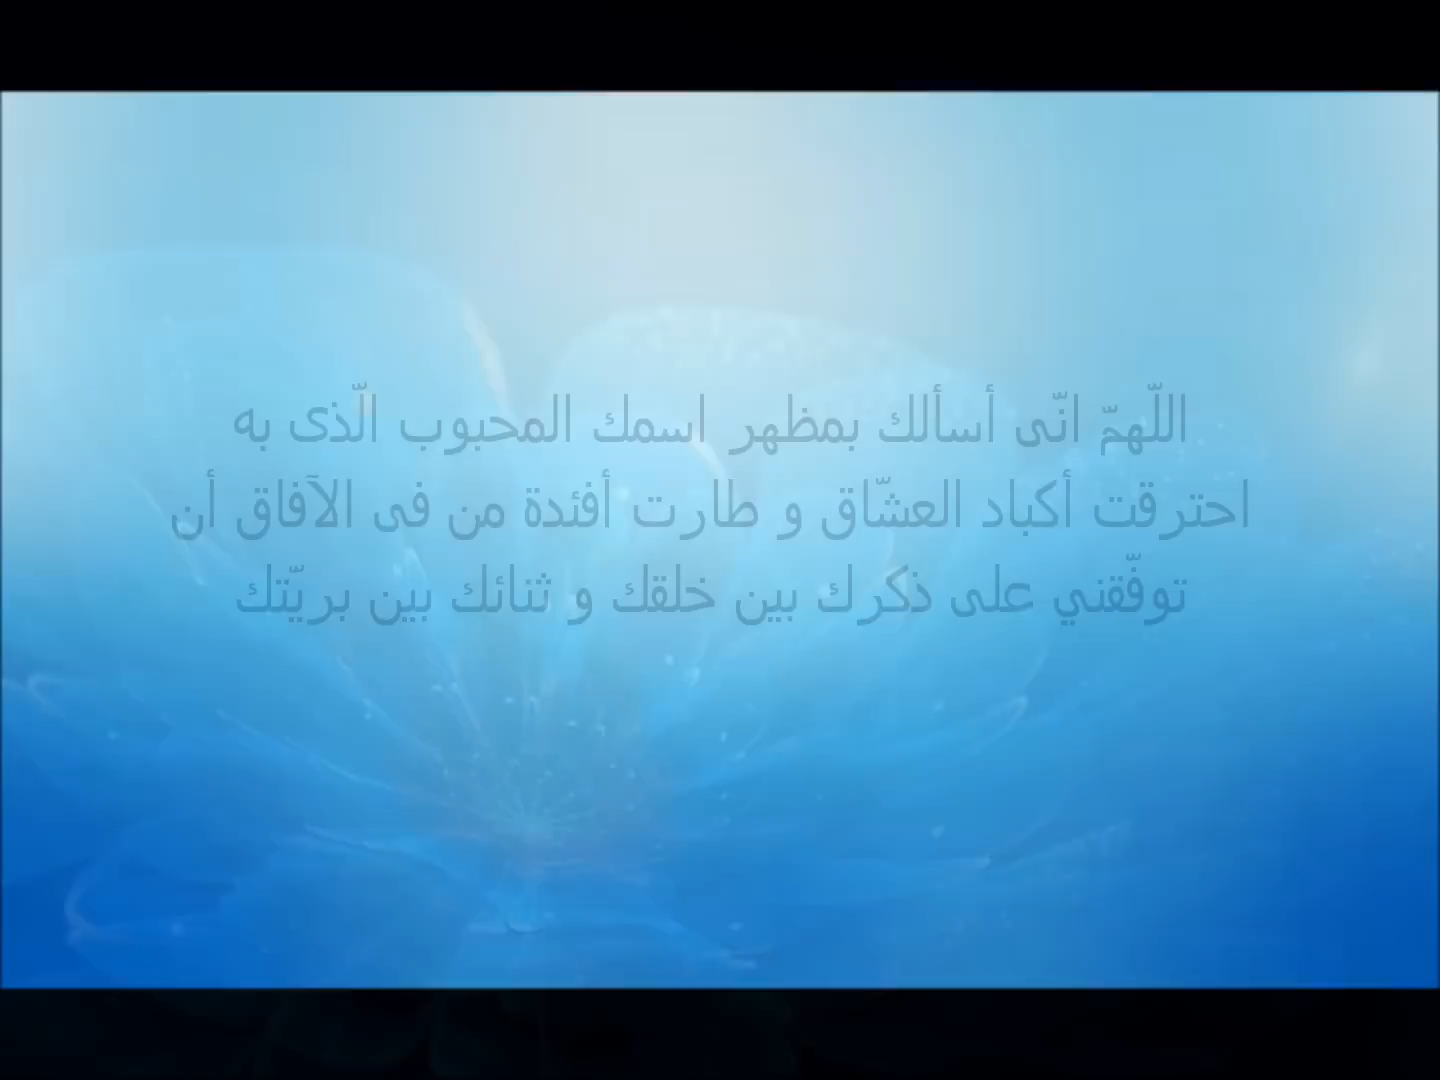 اللّهمّ انّى أسألك بمظهر اسمك المحبوب الّذى به
احترقت أكباد العشّاق و طارت أفئدة من فى الآفاق أن
توفّقني على ذكرك بين خلقك و ثنائك بين بريّتك